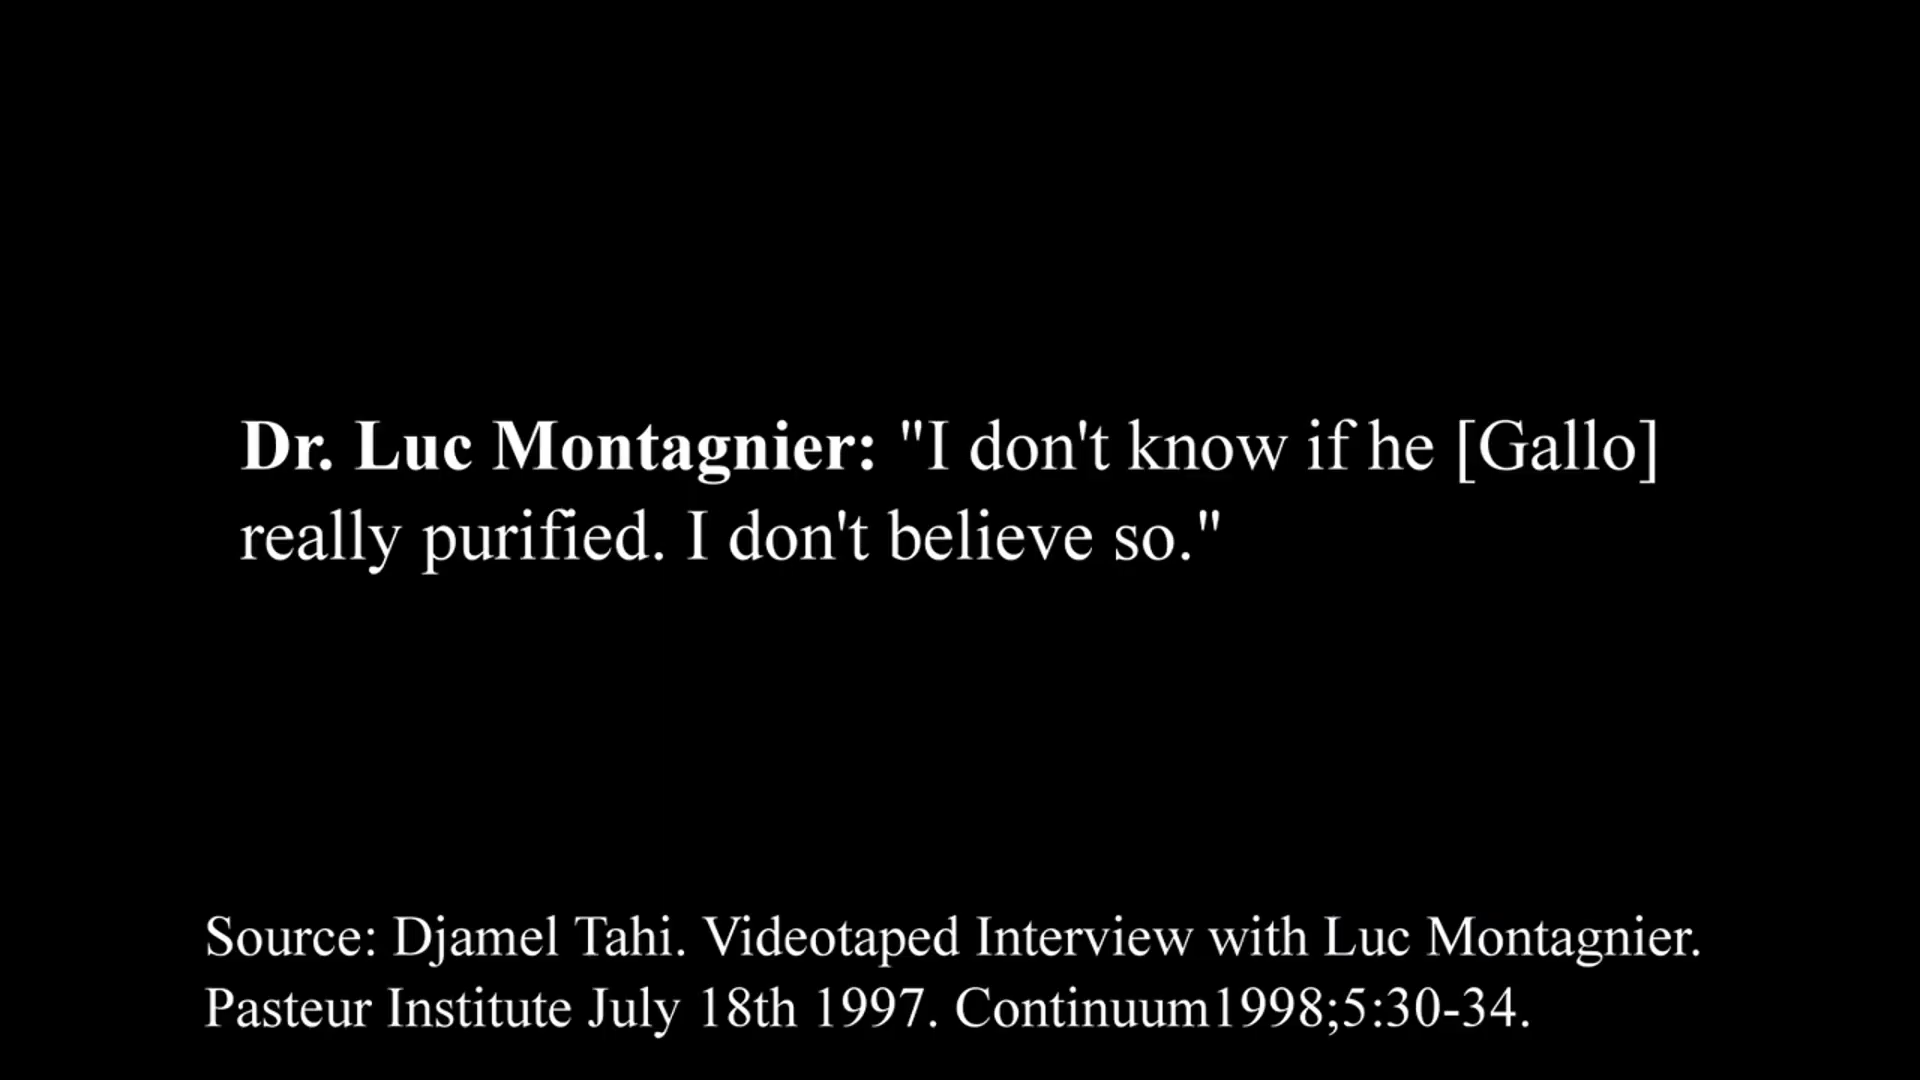 Dr. Luc Montagnier: "I don't know if he [Gallo]
really purified. I don't believe so."
Source: Djamel Tahi. Videotaped Interview with Luc Montagnier.
Pasteur Institute July 18th 1997. Continuum1998;5:30-34.